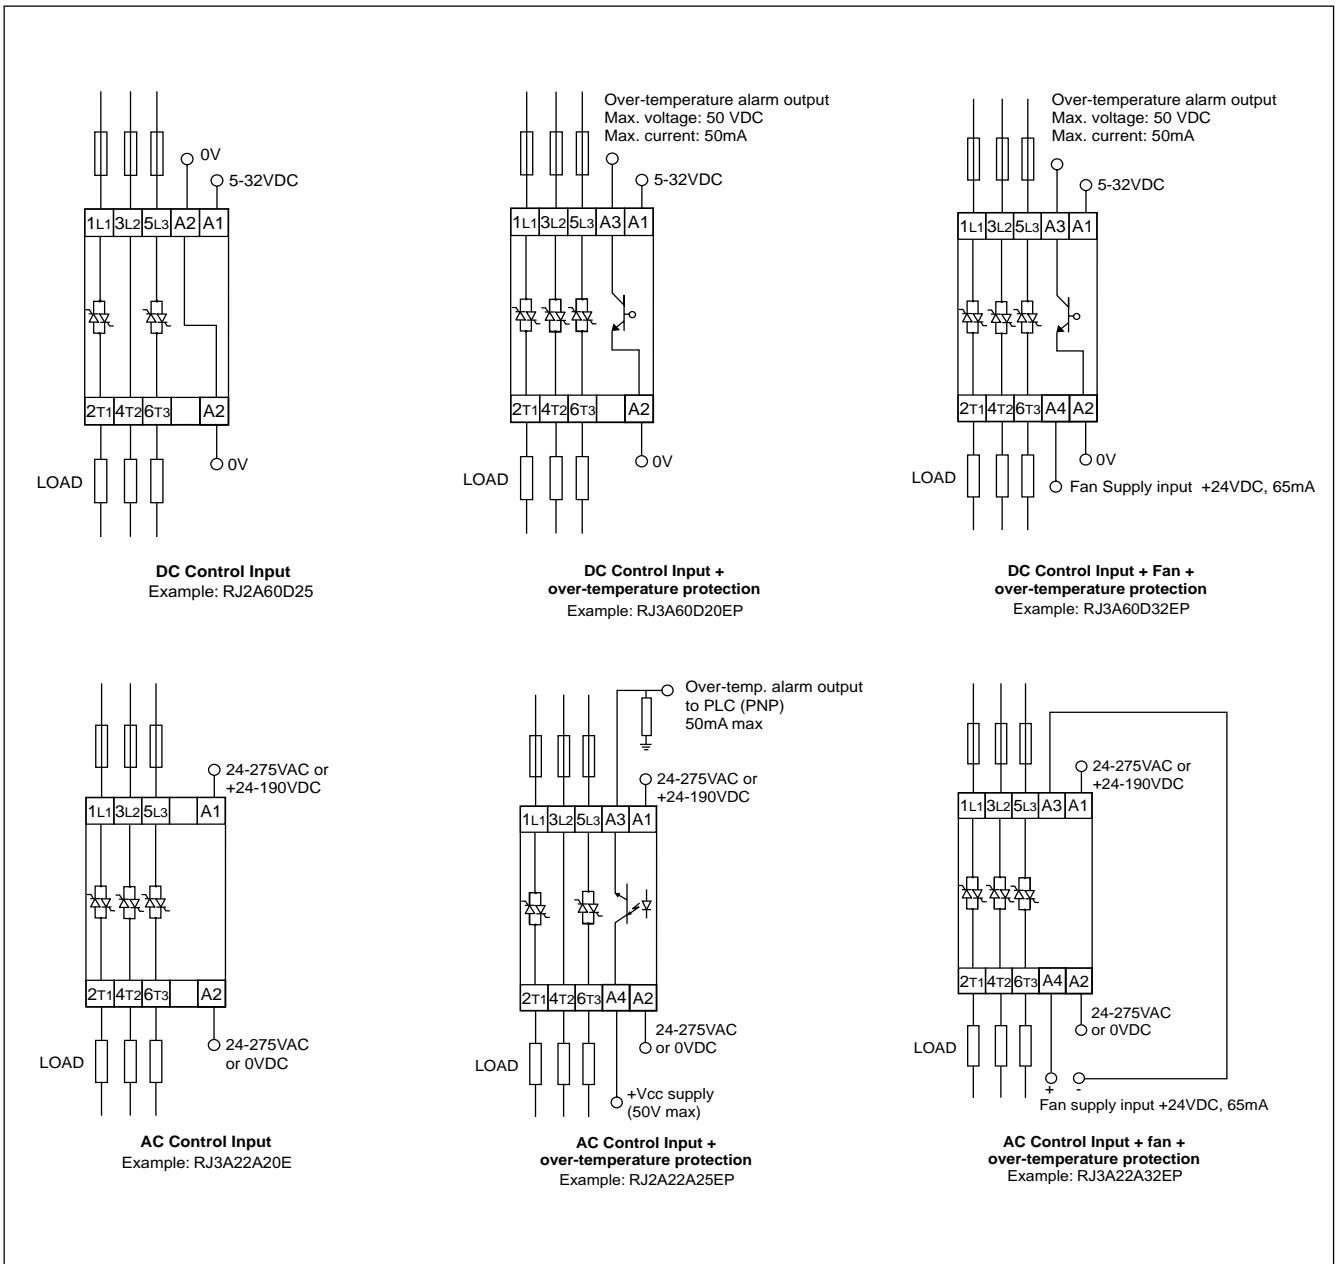 0V
5-32VDC
1L1 3L2 5L3 A2 A1
2T1 4T2 6T3 A2
0V
LOAD
DC Control Input
Example: RJ2A60D25
Over-temperature alarm output
Max. voltage: 50 VDC
Max. current: 50mA
5-32VDC
1L1 3L2 5L3 A3 A1
2T1 4T2 6T3 A2
0V
LOAD
DC Control Input +
over-temperature protection
Example: RJ3A60D20EP
Over-temperature alarm output
Max. voltage: 50 VDC
Max. current: 50mA
5-32VDC
1L1 3L2 5L3 A3 A1
2T1 4T2 6T3 A4 A2
0V
LOAD
Fan Supply input +24VDC, 65mA
DC Control Input + Fan +
over-temperature protection
Example: RJ3A60D32EP
24-275VAC or
+24-190VDC
1L1 3L2 5L3 A1
2T1 4T2 6T3 A2
24-275VAC
or 0VDC
LOAD
AC Control Input
Example: RJ3A22A20E
Over-temp. alarm output
to PLC (PNP)
50mA max
24-275VAC or
+24-190VDC
1L1 3L2 5L3 A3 A1
2T1 4T2 6T3 A4 A2
24-275VAC
or 0VDC
LOAD
+Vcc supply
(50V max)
AC Control Input +
over-temperature protection
Example: RJ2A22A25EP
24-275VAC or
+24-190VDC
1L1 3L2 5L3 A3 A1
2T1 4T2 6T3 A4 A2
24-275VAC
or 0VDC
LOAD
+ -
Fan supply input +24VDC, 65mA
AC Control Input + fan +
over-temperature protection
Example: RJ3A22A32EP